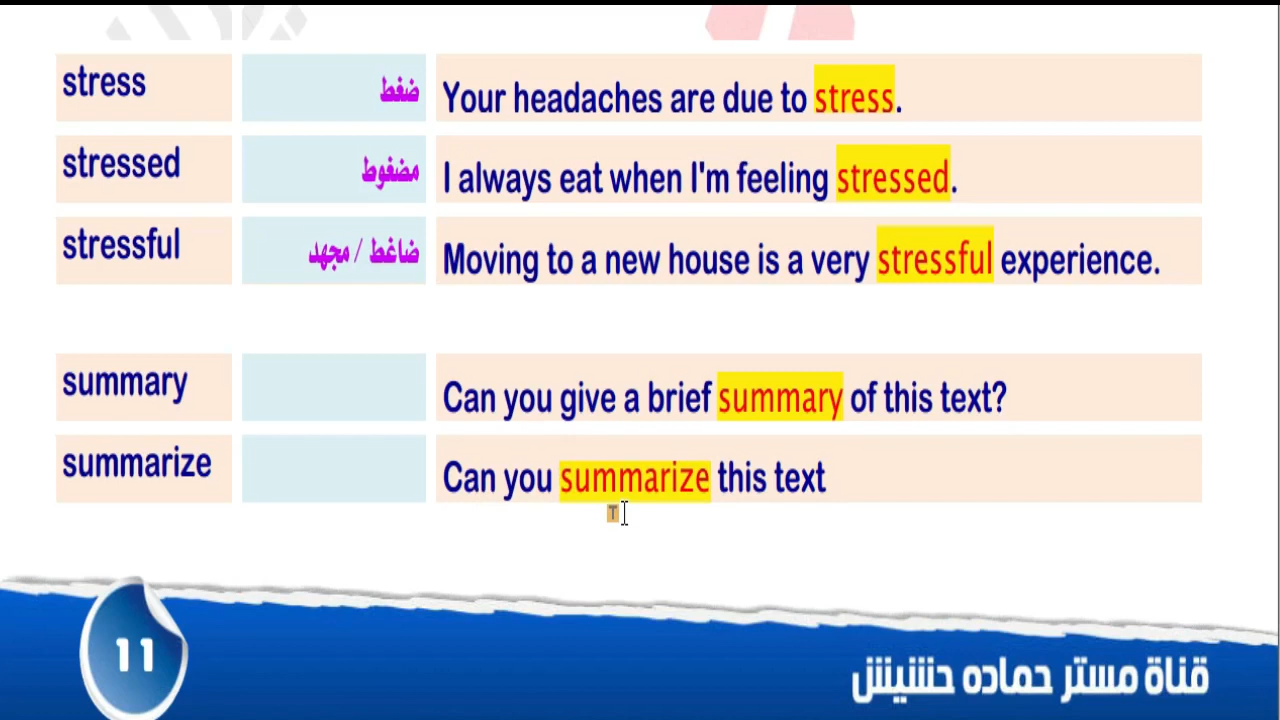 stress ضغط Your headaches are due to stress.
stressed مضغوط I always eat when I'm feeling stressed.
stressful ضاغط / مجهد Moving to a new house is a very stressful experience.
summary Can you give a brief summary of this text?
summarize Can you summarize this text
T
11
قناة مستر حماده حشيش